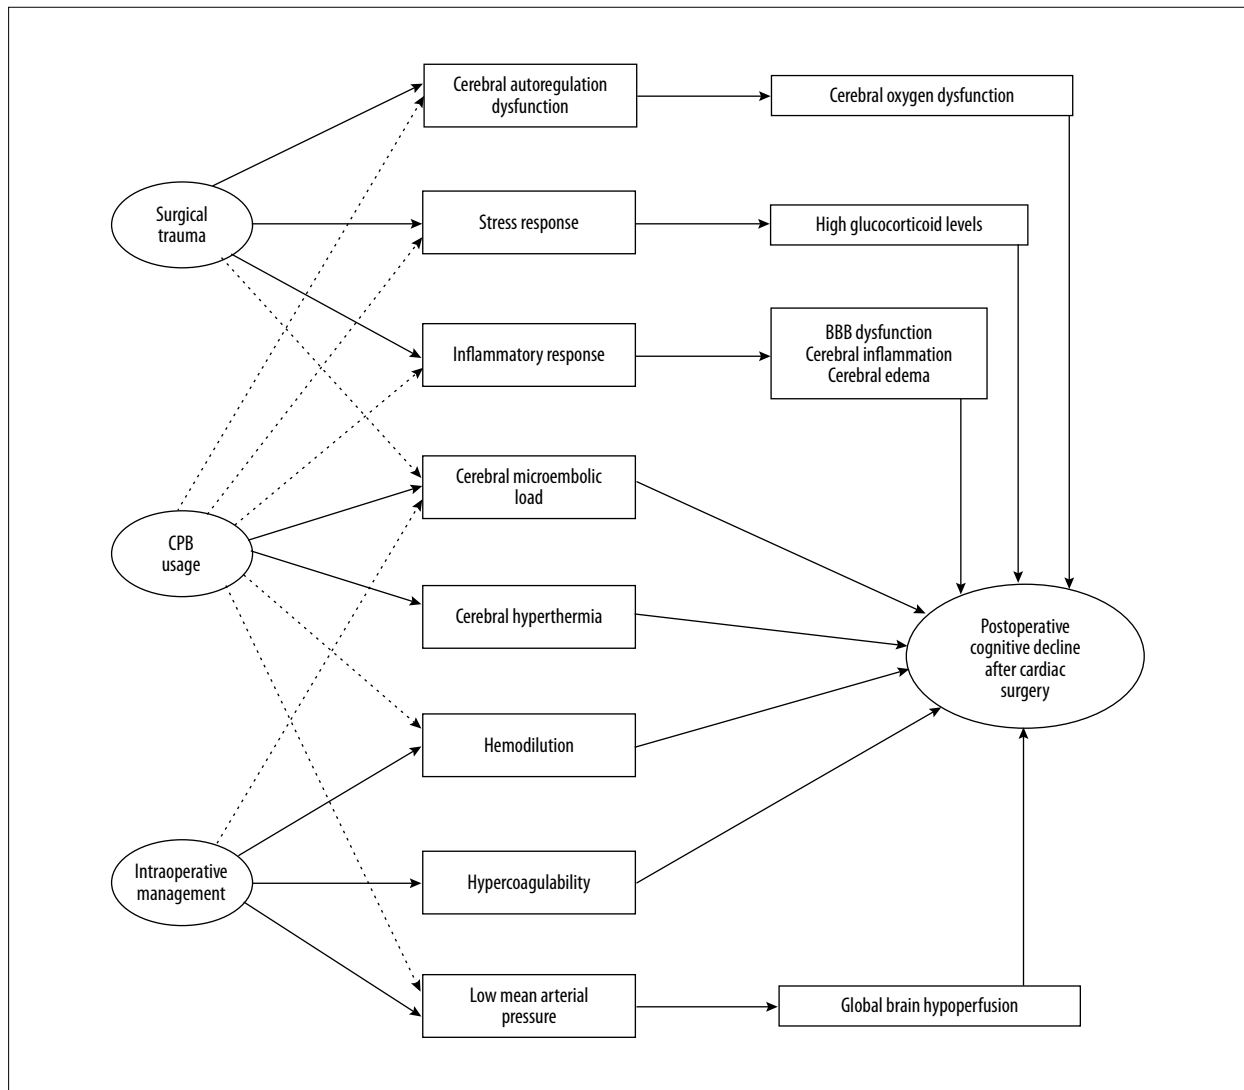 Cerebral autoregulation
dysfunction
Cerebral oxygen dysfunction
Surgical
trauma
Stress response
High glucocorticoid levels
Inflammatory response
BBB dysfunction
Cerebral inflammation
Cerebral edema
Cerebral microembolic
load
CPB
usage
Cerebral hyperthermia
Postoperative
cognitive decline
after cardiac
surgery
Hemodilution
Intraoperative
management
Hypercoagulability
Low mean arterial
pressure
Global brain hypoperfusion